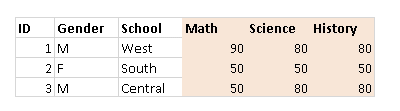 ID Gender School Math Science History
1 M West 90 80 80
2 F South 50 50 50
3 M Central 50 80 80